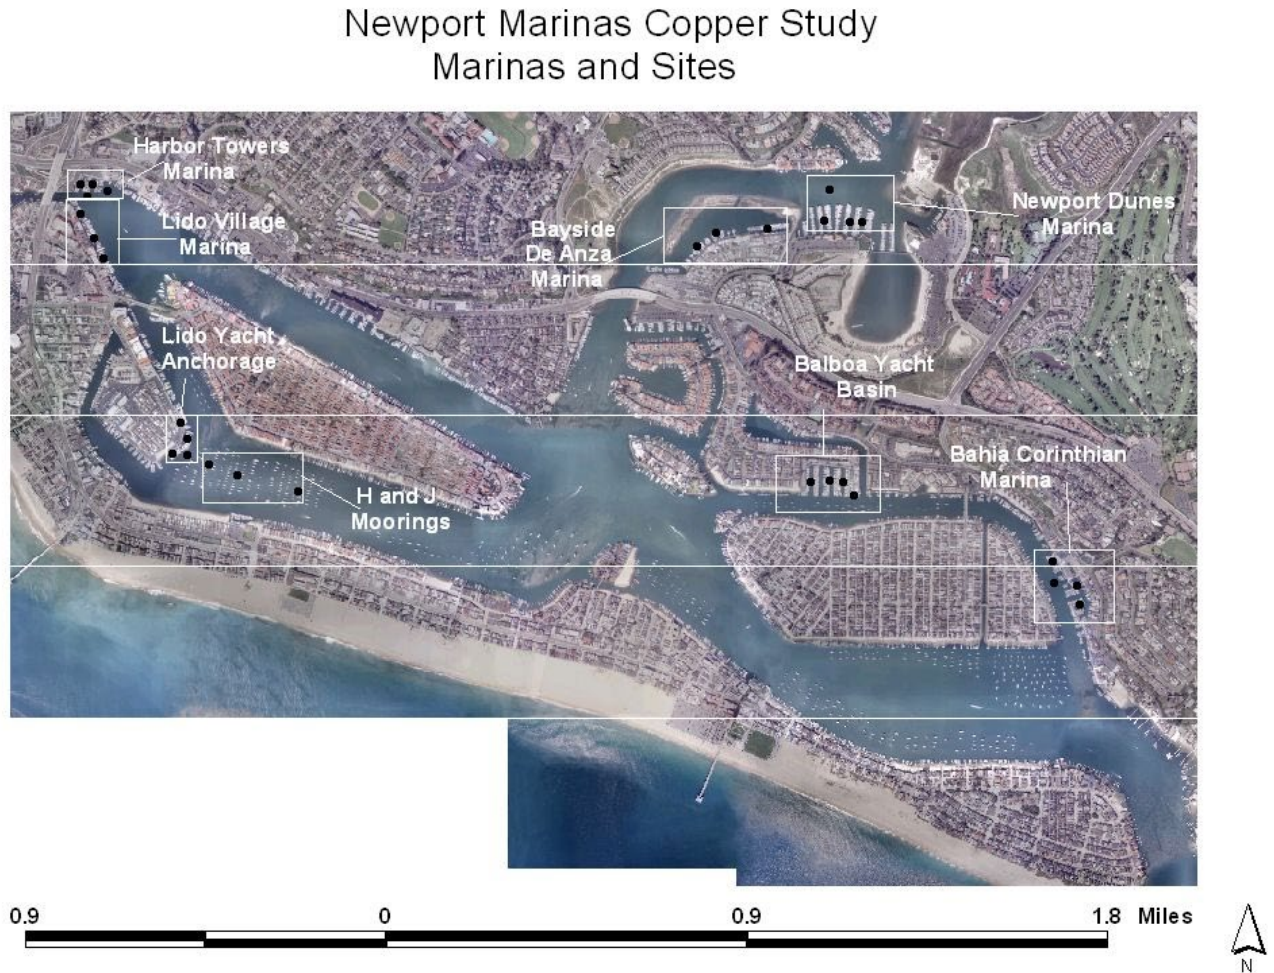 Newport Marinas Copper Study
Marinas and Sites
Harbor Towers
Marina
Lido Village
Marina
Bayside
De Anza
Marina
Newport Dunes
Marina
Lido Yacht
Anchorage
Balboa Yacht
Basin
Bahia Corinthian
Marina
H and J
Moorings
0.9
0
0.9
1.8 Miles
N